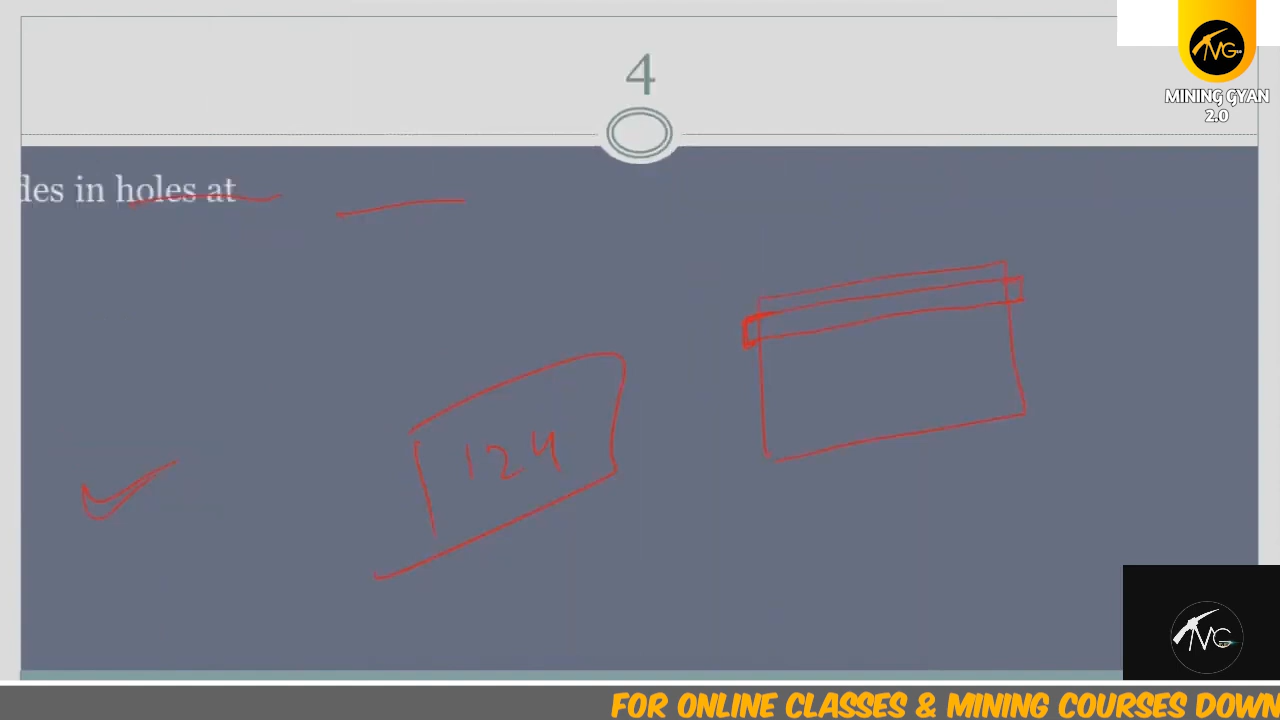 4
MINING GYAN
2.0
des in holes at
124
FOR ONLINE CLASSES & MINING COURSES DOWN